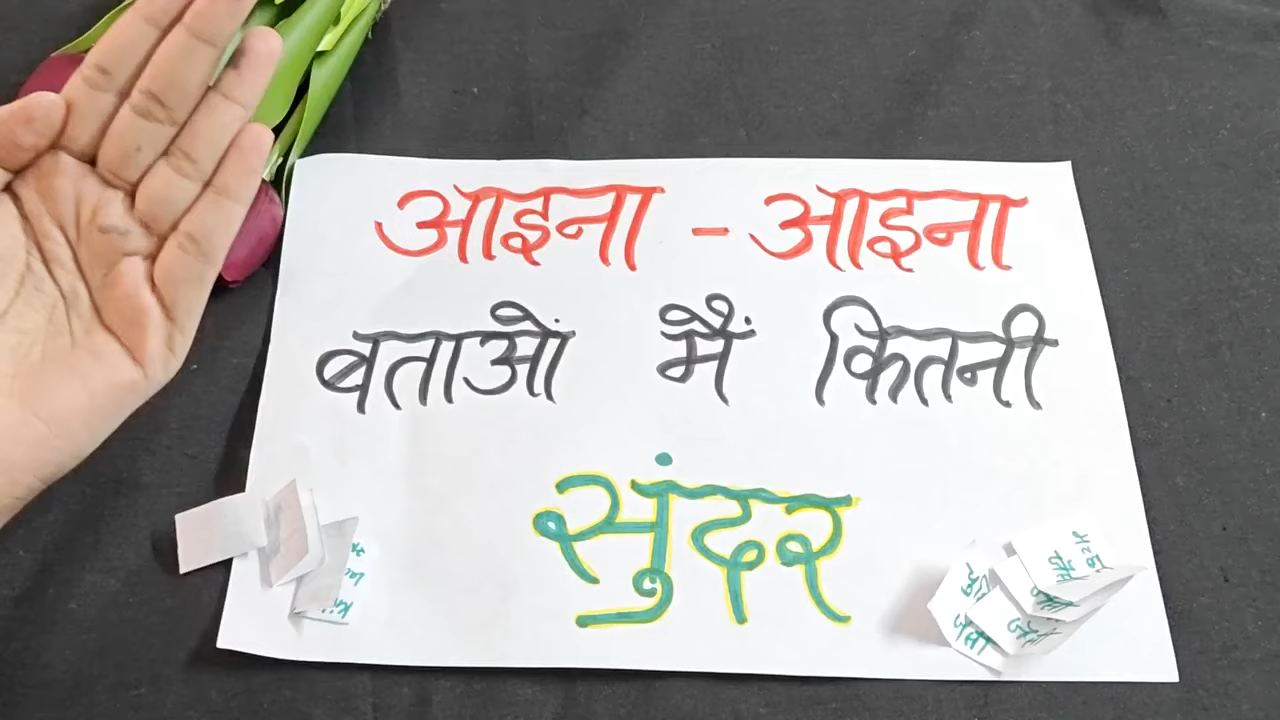 आइना - आइना
बताओं मैं कितनी
सुंदर